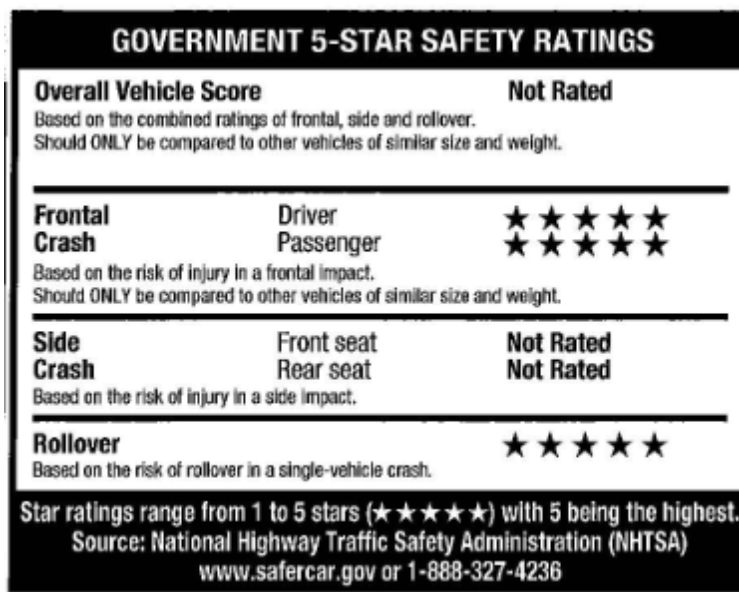 GOVERNMENT 5-STAR SAFETY RATINGS
Overall Vehicle Score Not Rated
Based on the combined ratings of frontal, side and rollover.
Should ONLY be compared to other vehicles of similar size and weight.
Frontal Driver ★★★★★
Crash Passenger ★★★★★
Based on the risk of injury in a frontal impact.
Should ONLY be compared to other vehicles of similar size and weight.
Side Front seat Not Rated
Crash Rear seat Not Rated
Based on the risk of injury in a side impact.
Rollover ★★★★★
Based on the risk of rollover in a single-vehicle crash.
Star ratings range from 1 to 5 stars (★★★★★) with 5 being the highest.
Source: National Highway Traffic Safety Administration (NHTSA)
www.safercar.gov or 1-888-327-4236